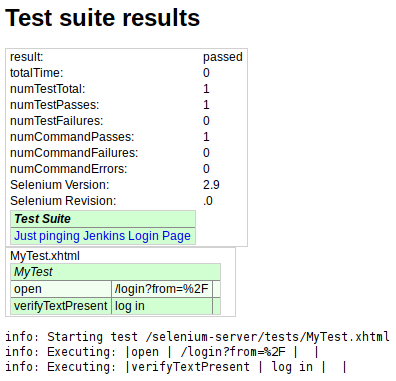 Test suite results
result: passed
totalTime: 0
numTestTotal: 1
numTestPasses: 1
numTestFailures: 0
numCommandPasses: 1
numCommandFailures: 0
numCommandErrors: 0
Selenium Version: 2.9
Selenium Revision: .0
Test Suite
Just pinging Jenkins Login Page
MyTest.xhtml
MyTest
open /login?from=%2F
verifyTextPresent log in
info: Starting test /selenium-server/tests/MyTest.xhtml
info: Executing: |open | /login?from=%2F | |
info: Executing: |verifyTextPresent | log in | |